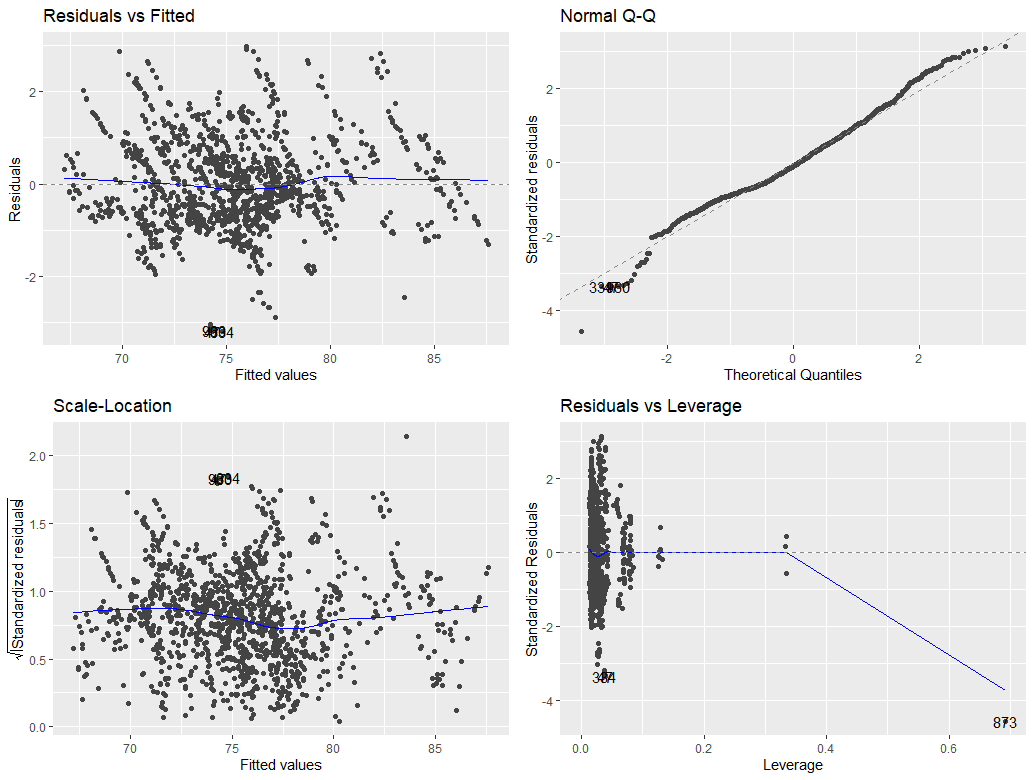 Residuals vs Fitted
Residuals
2
0
-2
70
75
80
85
Fitted values
Normal Q-Q
Standardized residuals
2
0
-2
-4
-2
0
2
Theoretical Quantiles
Scale-Location
√|Standardized residuals|
2.0
1.5
1.0
0.5
0.0
70
75
80
85
Fitted values
Residuals vs Leverage
Standardized Residuals
2
0
-2
-4
873
0.0
0.2
0.4
0.6
Leverage